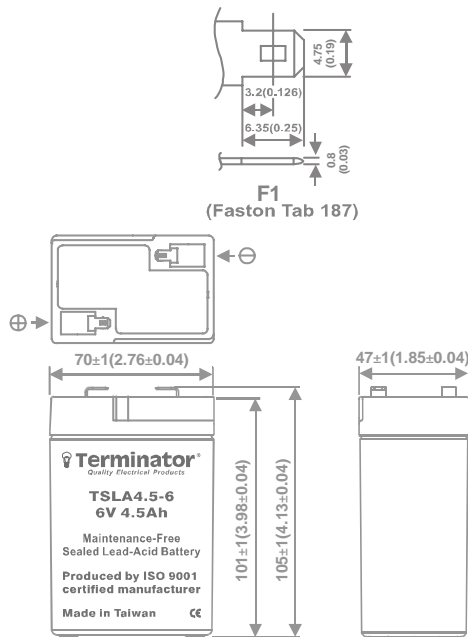 4.75
(0.19)
3.2(0.126)
6.35(0.25)
0.8
(0.03)
F1
(Faston Tab 187)
⊖
⊕
70±1(2.76±0.04)
47±1(1.85±0.04)
Terminator®
Quality Electrical Products
TSLA4.5-6
6V 4.5Ah
Maintenance-Free
Sealed Lead-Acid Battery
Produced by ISO 9001
certified manufacturer
Made in Taiwan CE
101±1(3.98±0.04)
105±1(4.13±0.04)